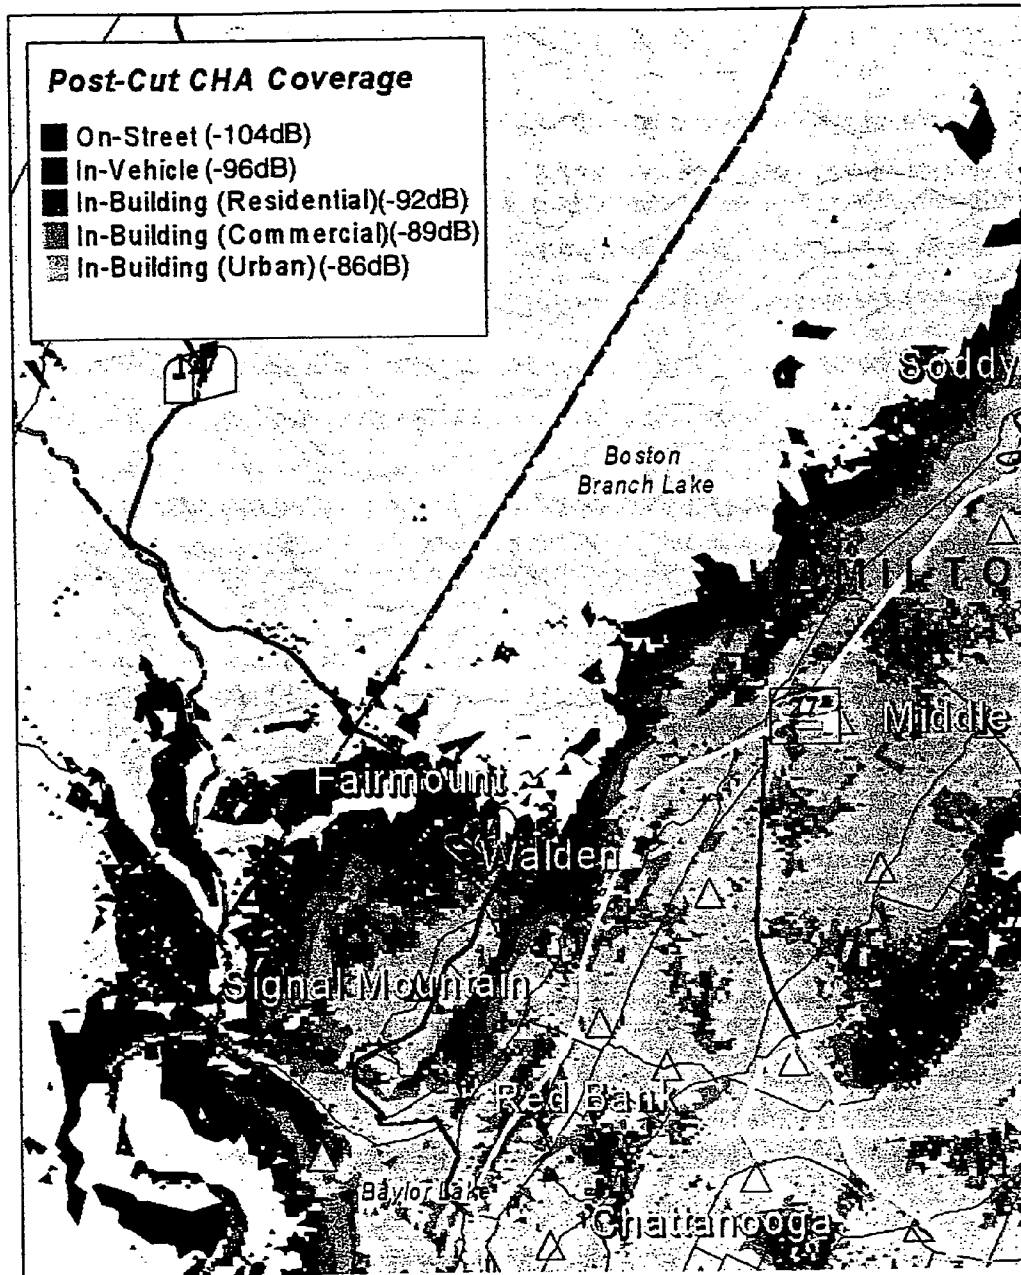 Post-Cut CHA Coverage
On-Street (-104dB)
In-Vehicle (-96dB)
In-Building (Residential)(-92dB)
In-Building (Commercial)(-89dB)
In-Building (Urban)(-86dB)
Soddy
Boston
Branch Lake
27
Middle
Fairmount
Walden
Signal Mountain
Red Bank
Baylor Lake
Chattanooga